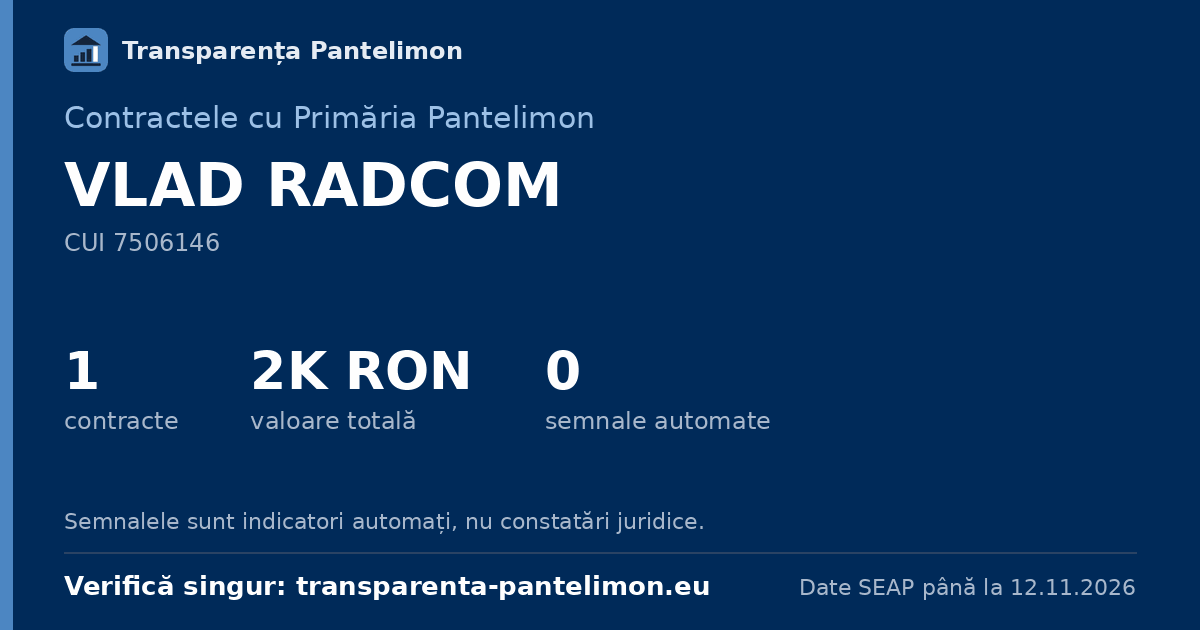 Transparența Pantelimon
Contractele cu Primăria Pantelimon
VLAD RADCOM
CUI 7506146
1
contracte
2K RON
valoare totală
0
semnale automate
Semnalele sunt indicatori automați, nu constatări juridice.
Verifică singur: transparenta-pantelimon.eu
Date SEAP până la 12.11.2026